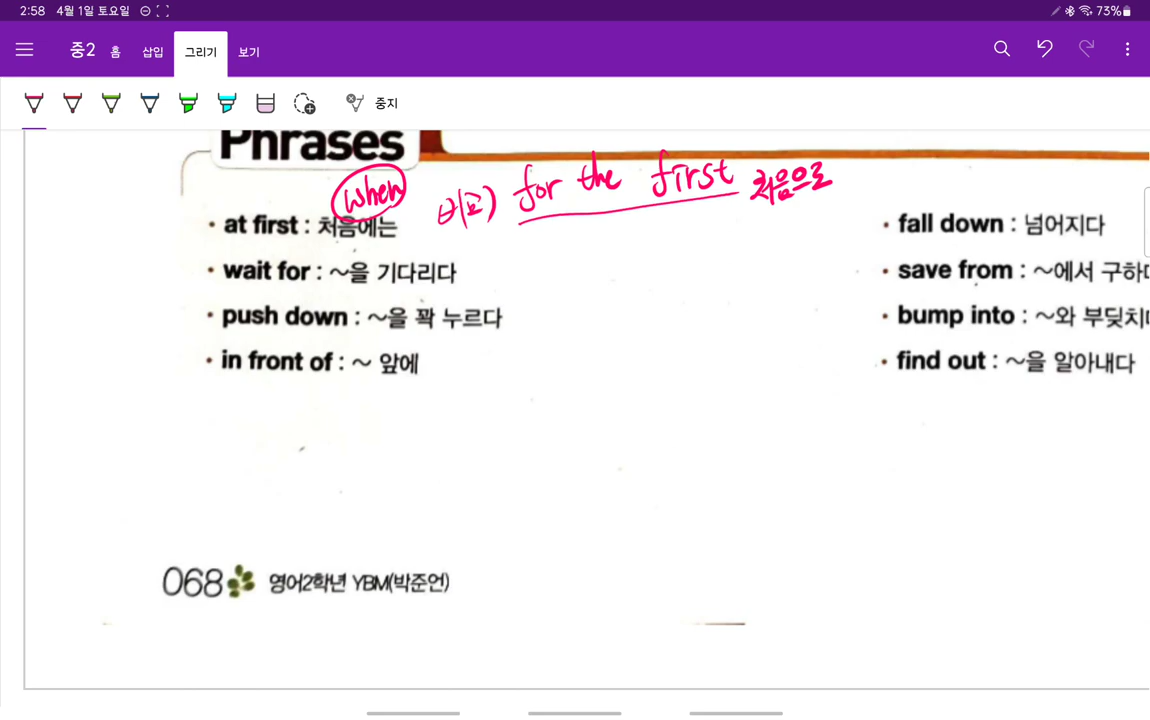 2:58 4월 1일 토요일 73%
중2 홈 삽입 그리기 보기
중지
Phrases
when
비교) for the first 처음으로
• at first : 처음에는
• wait for : ~을 기다리다
• push down : ~을 꽉 누르다
• in front of : ~ 앞에
• fall down : 넘어지다
• save from : ~에서 구하
• bump into : ~와 부딪치
• find out : ~을 알아내다
068 영어2학년 YBM(박준언)